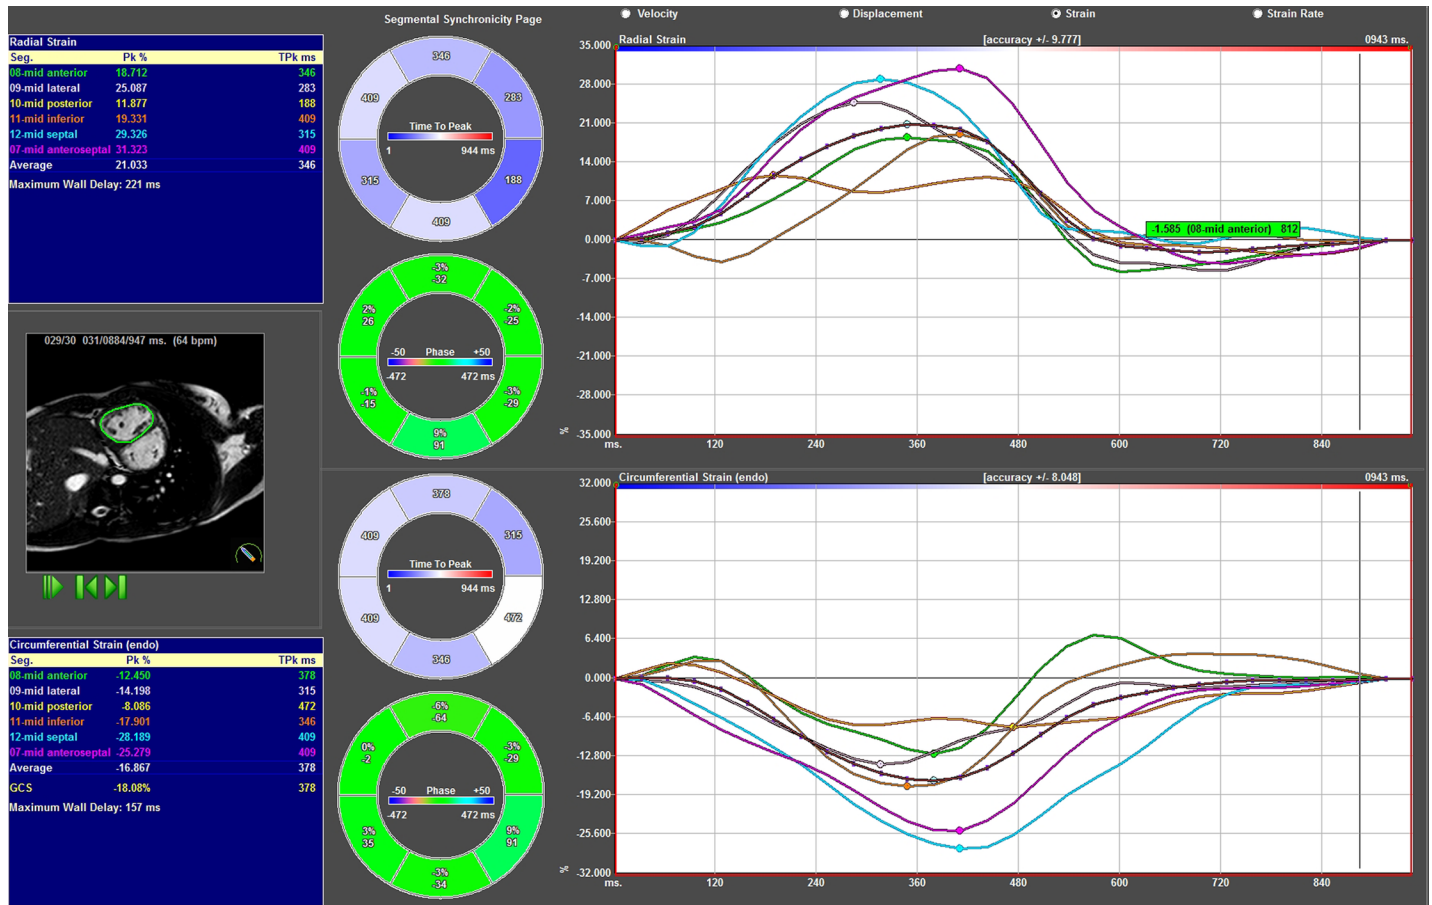 Segmental Synchronicity Page
Velocity
Displacement
Strain
Strain Rate
Radial Strain
Seg. Pk % TPk ms
08-mid anterior 18.712 346
09-mid lateral 25.087 283
10-mid posterior 11.877 188
11-mid inferior 19.331 409
12-mid septal 29.326 315
07-mid anteroseptal 31.323 409
Average 21.033 346
Maximum Wall Delay: 221 ms
346
409 283
Time To Peak
1 944 ms
315 188
409
-3%
-32
2% -2%
26 -25
-50 Phase +50
-472 472 ms
-1% -3%
-15 -29
9%
91
Radial Strain [accuracy +/- 9.777] 0943 ms.
35.000
28.000
21.000
14.000
7.000
0.000
-7.000
-14.000
-21.000
-28.000
-35.000
%
-1.585 (08-mid anterior) 812
ms. 120 240 360 480 600 720 840
029/30 031/0884/947 ms. (64 bpm)
Circumferential Strain (endo)
Seg. Pk % TPk ms
08-mid anterior -12.450 378
09-mid lateral -14.198 315
10-mid posterior -8.086 472
11-mid inferior -17.901 346
12-mid septal -28.189 409
07-mid anteroseptal -25.279 409
Average -16.867 378
GCS -18.08% 378
Maximum Wall Delay: 157 ms
378
409 315
Time To Peak
1 944 ms
409 472
346
-6%
-64
0% -3%
-2 -29
-50 Phase +50
-472 472 ms
3% 9%
35 91
-3%
-34
Circumferential Strain (endo) [accuracy +/- 8.048] 0943 ms.
32.000
25.600
19.200
12.800
6.400
0.000
-6.400
-12.800
-19.200
-25.600
-32.000
%
ms. 120 240 360 480 600 720 840